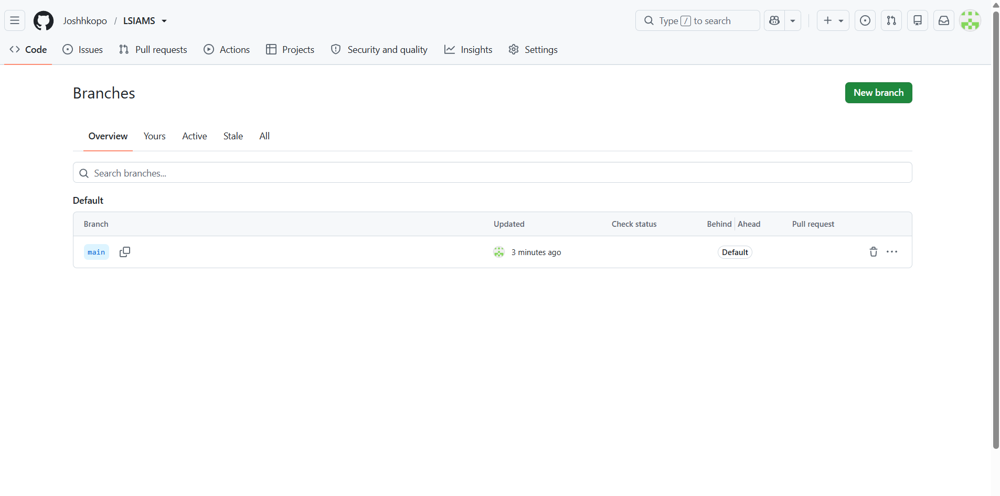 Joshhkopo / LSIAMS
Type / to search
Code Issues Pull requests Actions Projects Security and quality Insights Settings
Branches
New branch
Overview Yours Active Stale All
Search branches...
Default
Branch Updated Check status Behind Ahead Pull request
main 3 minutes ago Default